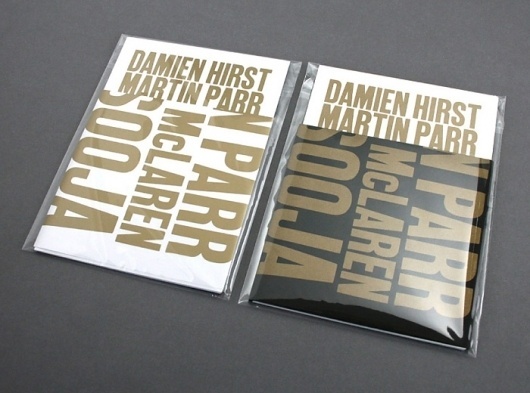 DAMIEN HIRST
MARTIN PARR
N PARR
McLAREN
SOOJA
DAMIEN HIRST
MARTIN PARR
N PARR
McLAREN
SOOJA